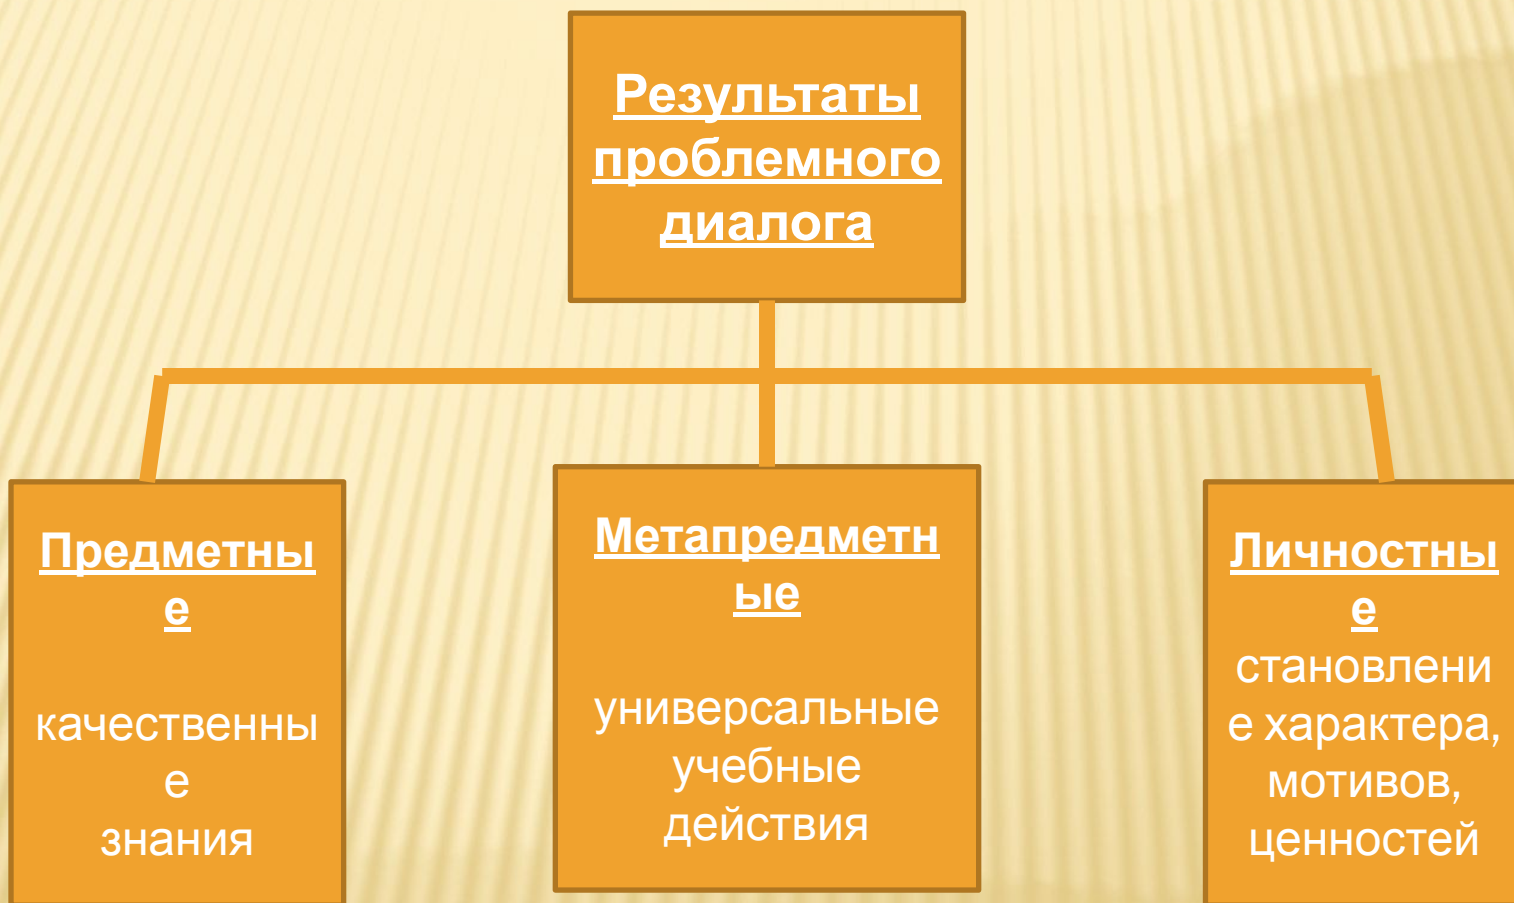 Результаты
проблемного
диалога
Предметны
е
качественны
е
знания
Метапредметн
ые
универсальные
учебные
действия
Личностны
е
становлени
е характера,
мотивов,
ценностей